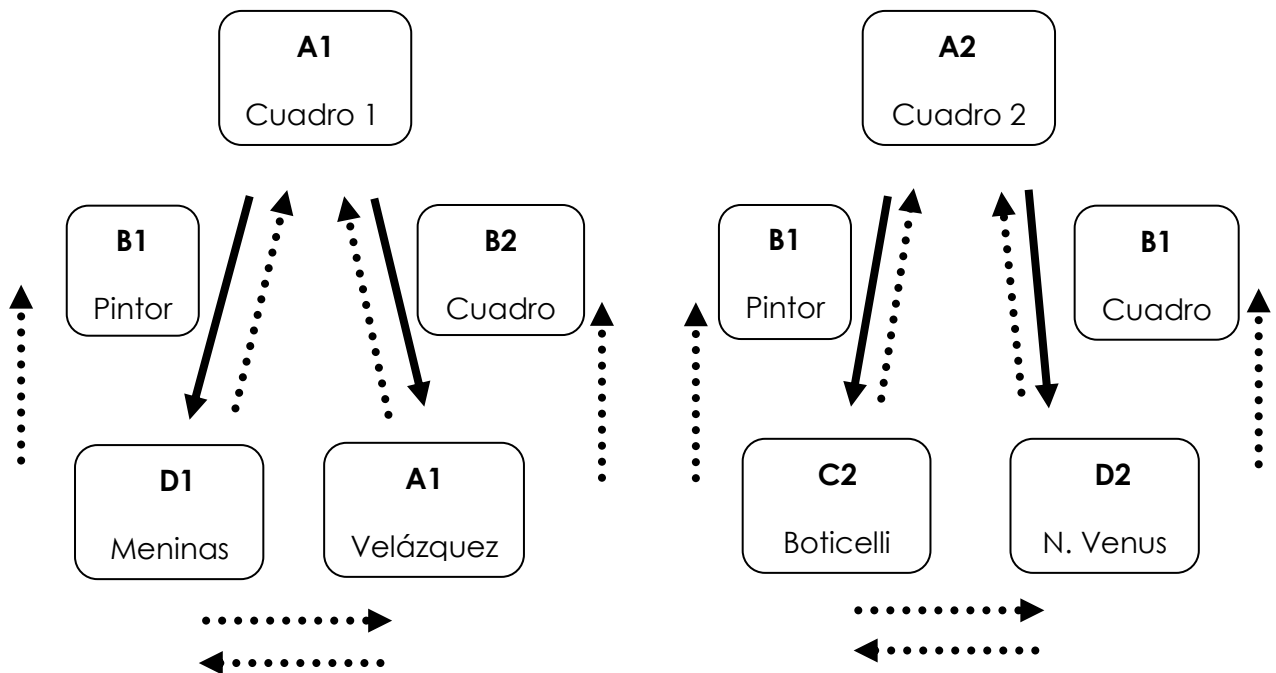 A1
Cuadro 1
A2
Cuadro 2
B1
Pintor
B2
Cuadro
B1
Pintor
B1
Cuadro
D1
Meninas
A1
Velázquez
C2
Boticelli
D2
N. Venus